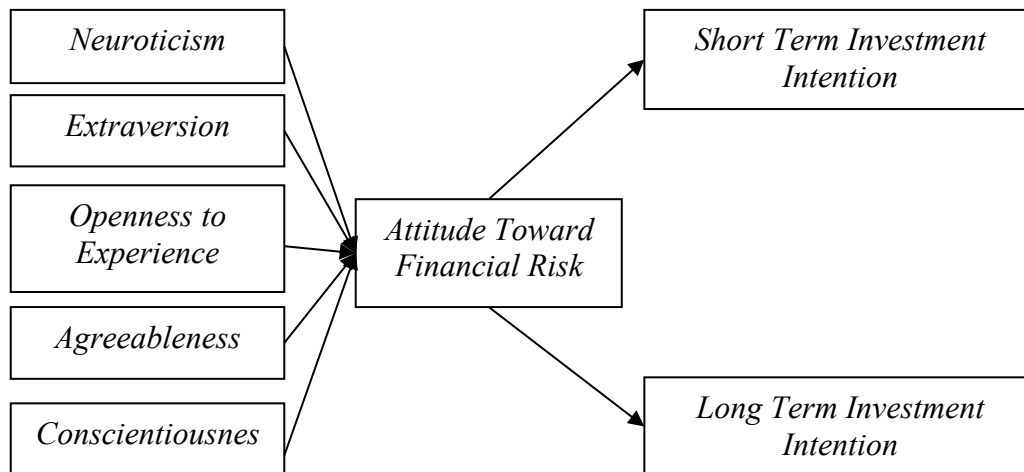 Neuroticism
Extraversion
Openness to
Experience
Agreeableness
Conscientiousnes
Attitude Toward
Financial Risk
Short Term Investment
Intention
Long Term Investment
Intention